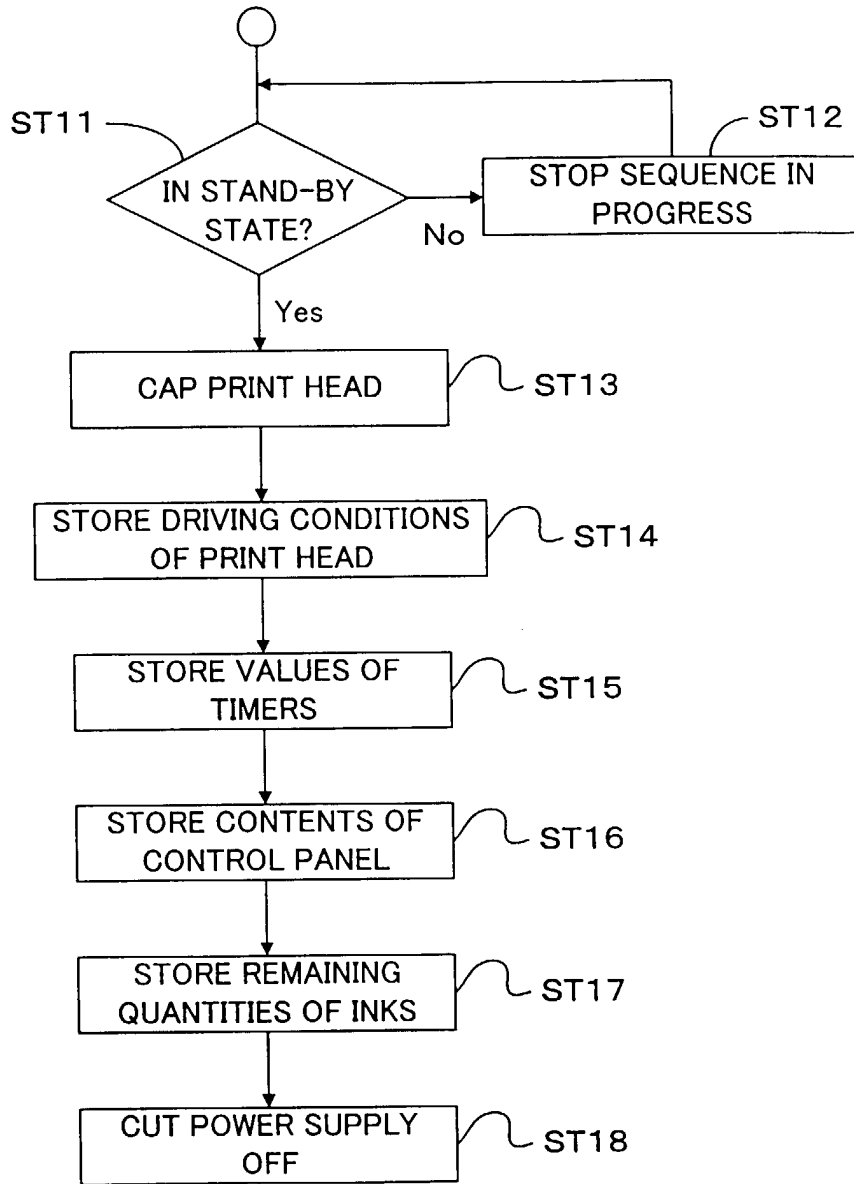 ST11
ST12
IN STAND-BY
STATE?
STOP SEQUENCE IN
PROGRESS
No
Yes
CAP PRINT HEAD
ST13
STORE DRIVING CONDITIONS
OF PRINT HEAD
ST14
STORE VALUES OF
TIMERS
ST15
STORE CONTENTS OF
CONTROL PANEL
ST16
STORE REMAINING
QUANTITIES OF INKS
ST17
CUT POWER SUPPLY
OFF
ST18